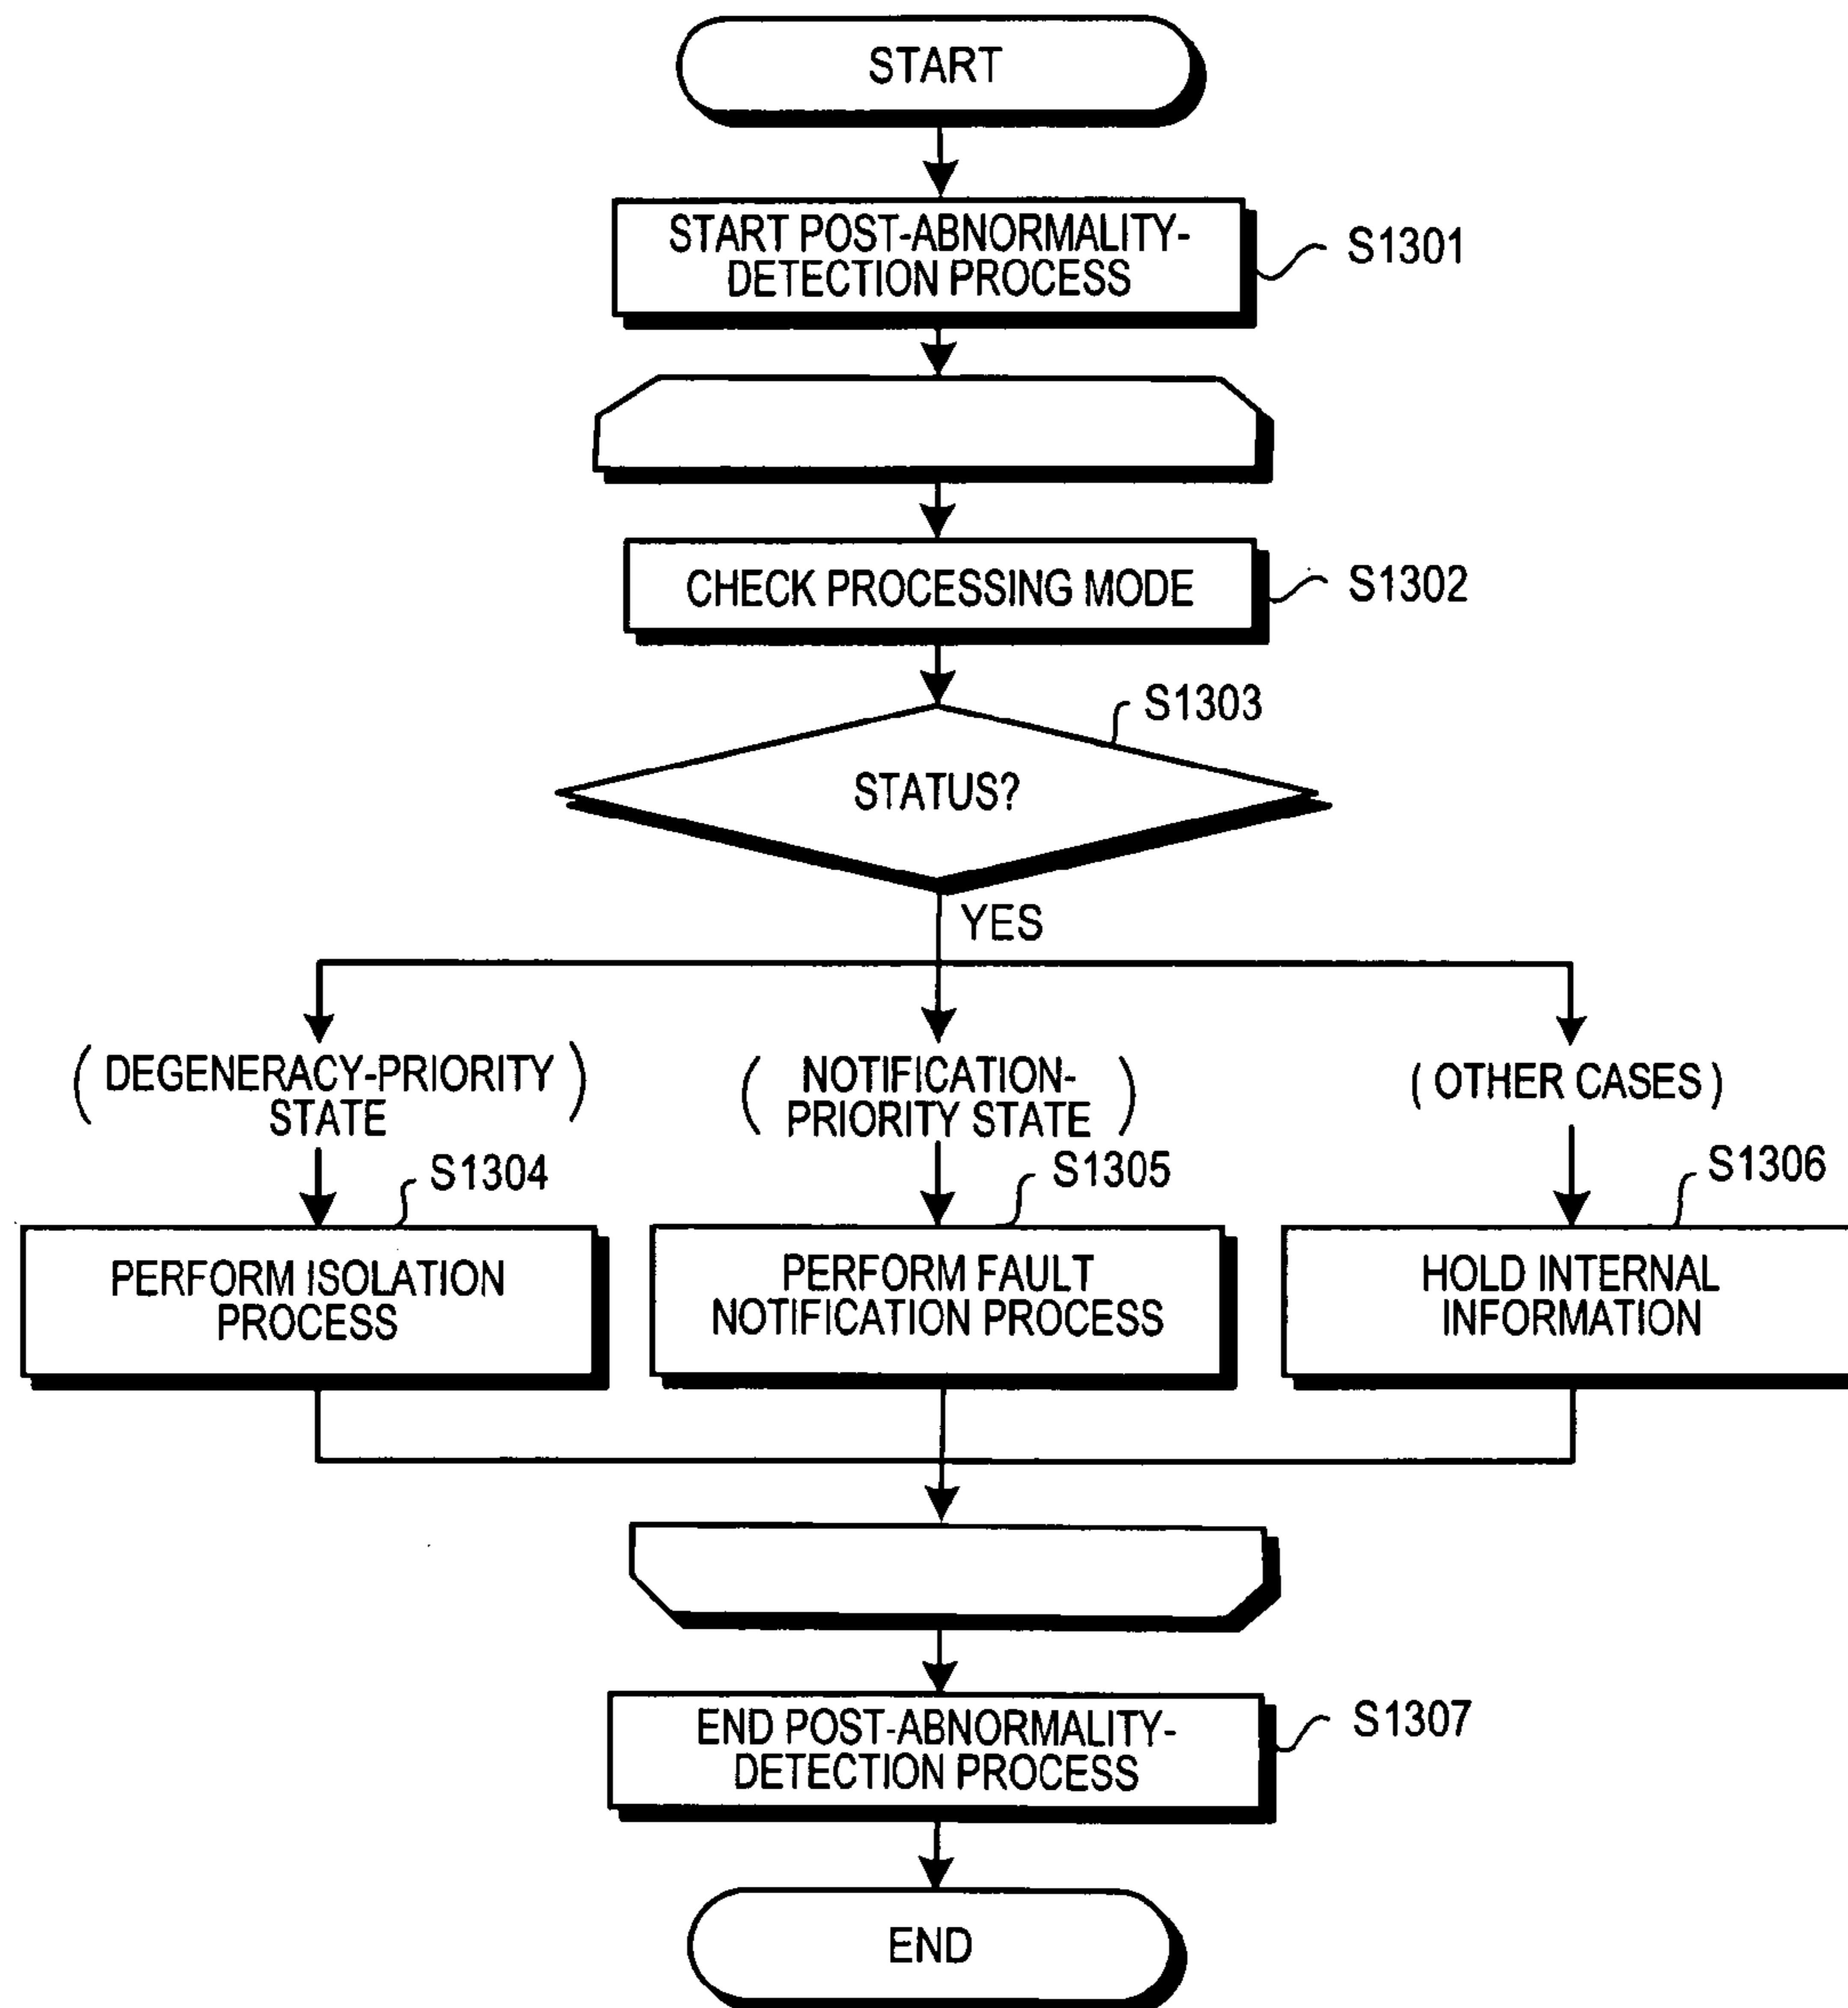 START
START POST-ABNORMALITY-
DETECTION PROCESS
S1301
CHECK PROCESSING MODE
S1302
S1303
STATUS?
YES
( DEGENERACY-PRIORITY
STATE )
( NOTIFICATION-
PRIORITY STATE )
( OTHER CASES )
S1304
S1305
S1306
PERFORM ISOLATION
PROCESS
PERFORM FAULT
NOTIFICATION PROCESS
HOLD INTERNAL
INFORMATION
END POST-ABNORMALITY-
DETECTION PROCESS
S1307
END